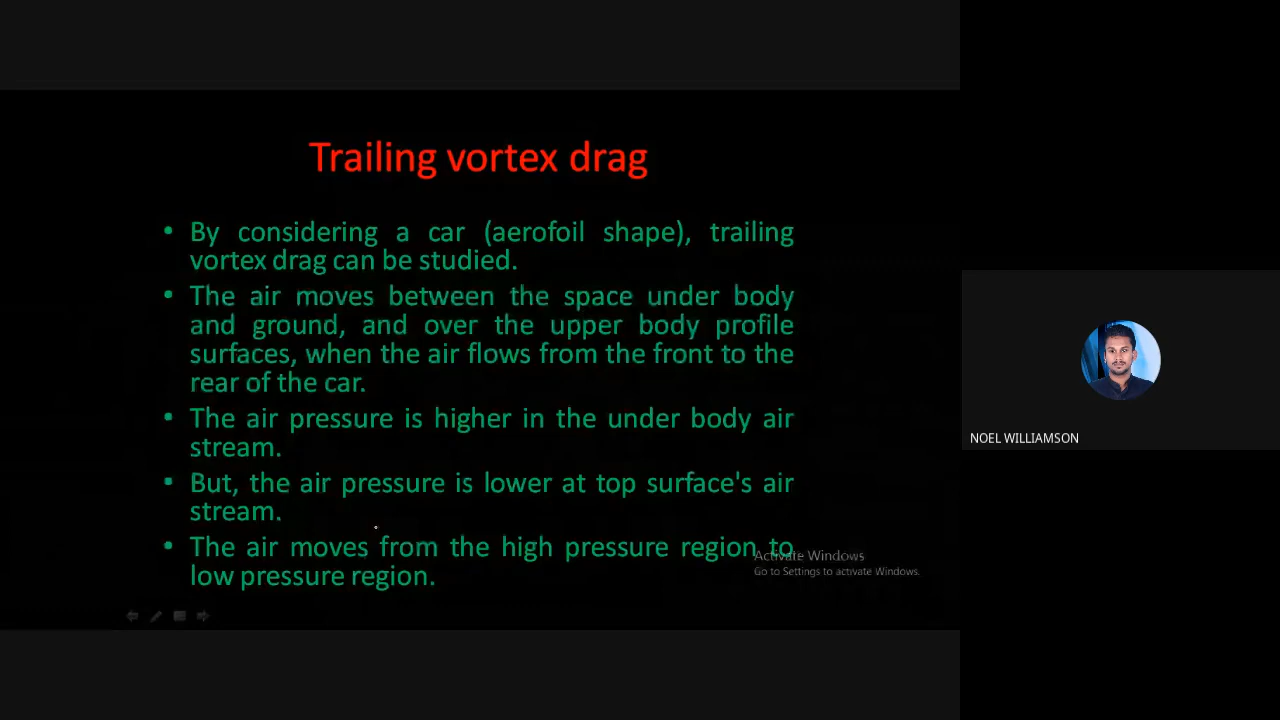 Trailing vortex drag
• By considering a car (aerofoil shape), trailing
vortex drag can be studied.
• The air moves between the space under body
and ground, and over the upper body profile
surfaces, when the air flows from the front to the
rear of the car.
• The air pressure is higher in the under body air
stream.
• But, the air pressure is lower at top surface's air
stream.
• The air moves from the high pressure region to
low pressure region.
Activate Windows
Go to Settings to activate Windows.
NOEL WILLIAMSON